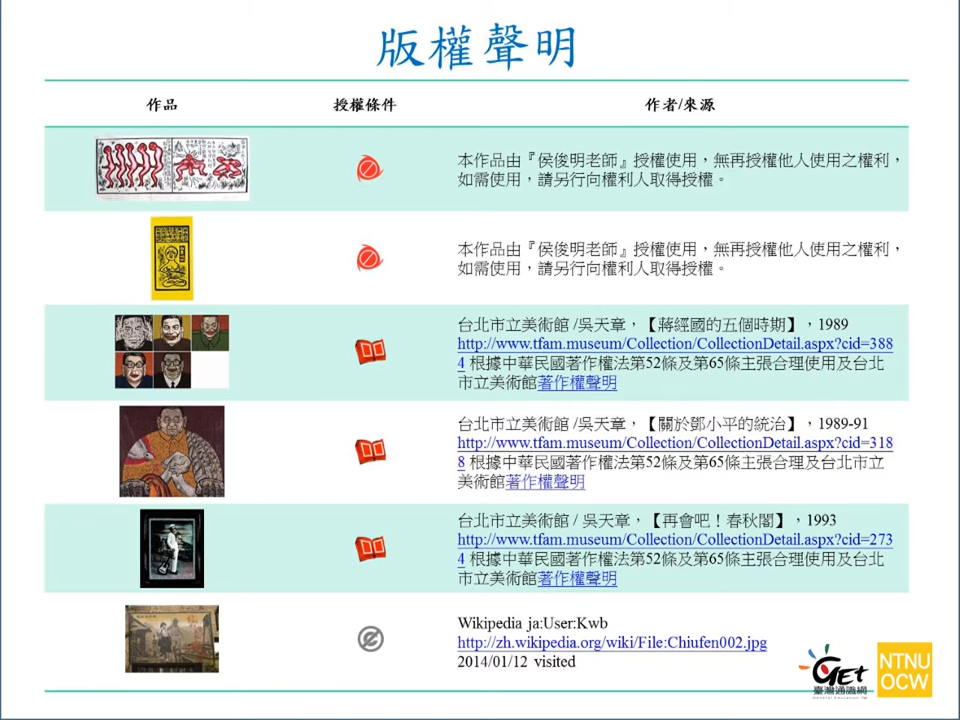 版權聲明
作品 授權條件 作者/來源
本作品由『侯俊明老師』授權使用，無再授權他人使用之權利，
如需使用，請另行向權利人取得授權。
本作品由『侯俊明老師』授權使用，無再授權他人使用之權利，
如需使用，請另行向權利人取得授權。
台北市立美術館 /吳天章，【蔣經國的五個時期】，1989
http://www.tfam.museum/Collection/CollectionDetail.aspx?cid=388
4 根據中華民國著作權法第52條及第65條主張合理使用及台北
市立美術館著作權聲明
台北市立美術館 /吳天章，【關於鄧小平的統治】，1989-91
http://www.tfam.museum/Collection/CollectionDetail.aspx?cid=318
8 根據中華民國著作權法第52條及第65條主張合理及台北市立
美術館著作權聲明
台北市立美術館 / 吳天章，【再會吧！春秋閣】，1993
http://www.tfam.museum/Collection/CollectionDetail.aspx?cid=273
4 根據中華民國著作權法第52條及第65條主張合理使用及台北
市立美術館著作權聲明
Wikipedia ja:User:Kwb
http://zh.wikipedia.org/wiki/File:Chiufen002.jpg
2014/01/12 visited
GET
臺灣通識網
NTNU
OCW